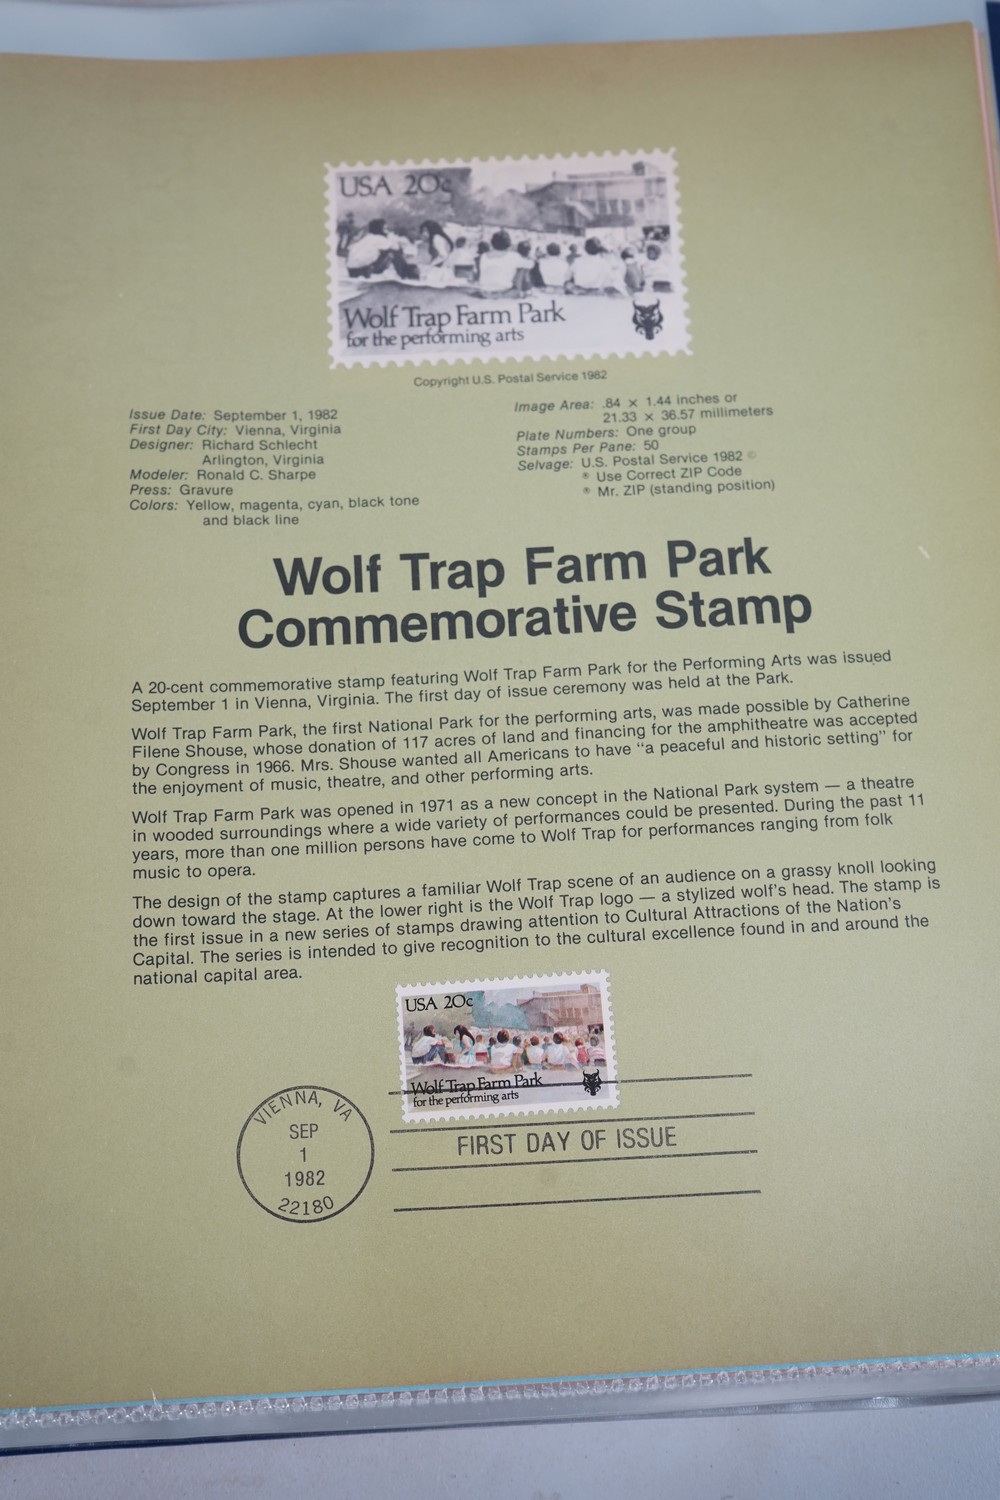 USA 20c
Wolf Trap Farm Park
for the performing arts
Copyright U.S. Postal Service 1982
Issue Date: September 1, 1982
First Day City: Vienna, Virginia
Designer: Richard Schlecht
Arlington, Virginia
Modeler: Ronald C. Sharpe
Press: Gravure
Colors: Yellow, magenta, cyan, black tone
and black line
Image Area: .84 × 1.44 inches or
21.33 × 36.57 millimeters
Plate Numbers: One group
Stamps Per Pane: 50
Selvage: U.S. Postal Service 1982 ©
® Use Correct ZIP Code
® Mr. ZIP (standing position)
Wolf Trap Farm Park
Commemorative Stamp
A 20-cent commemorative stamp featuring Wolf Trap Farm Park for the Performing Arts was issued
September 1 in Vienna, Virginia. The first day of issue ceremony was held at the Park.
Wolf Trap Farm Park, the first National Park for the performing arts, was made possible by Catherine
Filene Shouse, whose donation of 117 acres of land and financing for the amphitheatre was accepted
by Congress in 1966. Mrs. Shouse wanted all Americans to have “a peaceful and historic setting” for
the enjoyment of music, theatre, and other performing arts.
Wolf Trap Farm Park was opened in 1971 as a new concept in the National Park system — a theatre
in wooded surroundings where a wide variety of performances could be presented. During the past 11
years, more than one million persons have come to Wolf Trap for performances ranging from folk
music to opera.
The design of the stamp captures a familiar Wolf Trap scene of an audience on a grassy knoll looking
down toward the stage. At the lower right is the Wolf Trap logo — a stylized wolf’s head. The stamp is
the first issue in a new series of stamps drawing attention to Cultural Attractions of the Nation’s
Capital. The series is intended to give recognition to the cultural excellence found in and around the
national capital area.
USA 20c
Wolf Trap Farm Park
for the performing arts
VIENNA, VA
SEP
1
1982
22180
FIRST DAY OF ISSUE